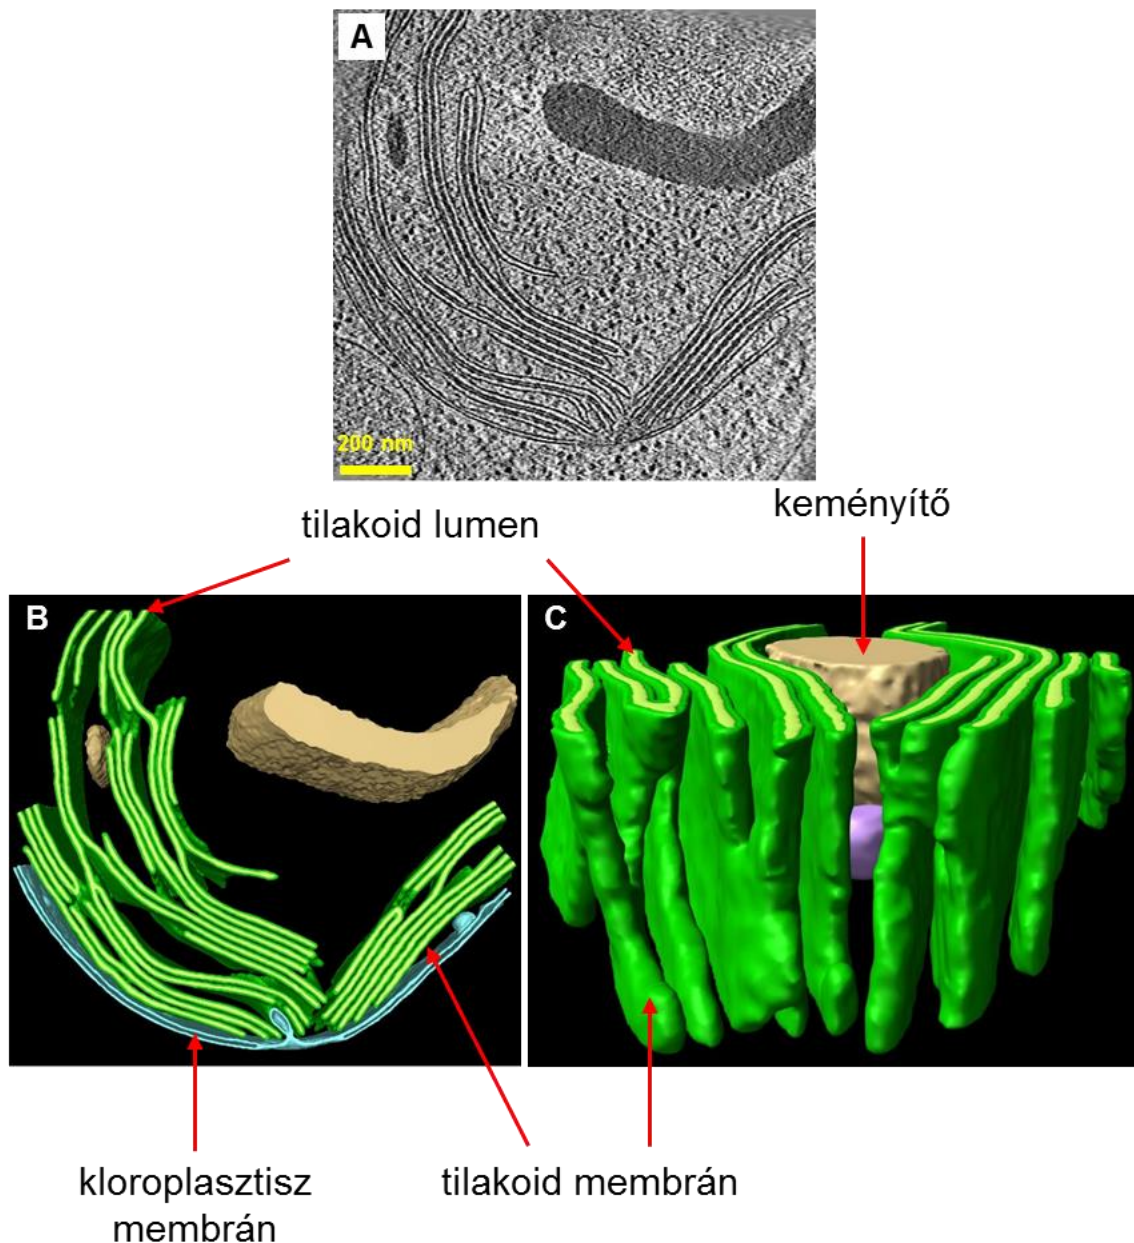 A
200 nm
tilakoid lumen
keményítő
B
C
kloroplasztisz
membrán
tilakoid membrán